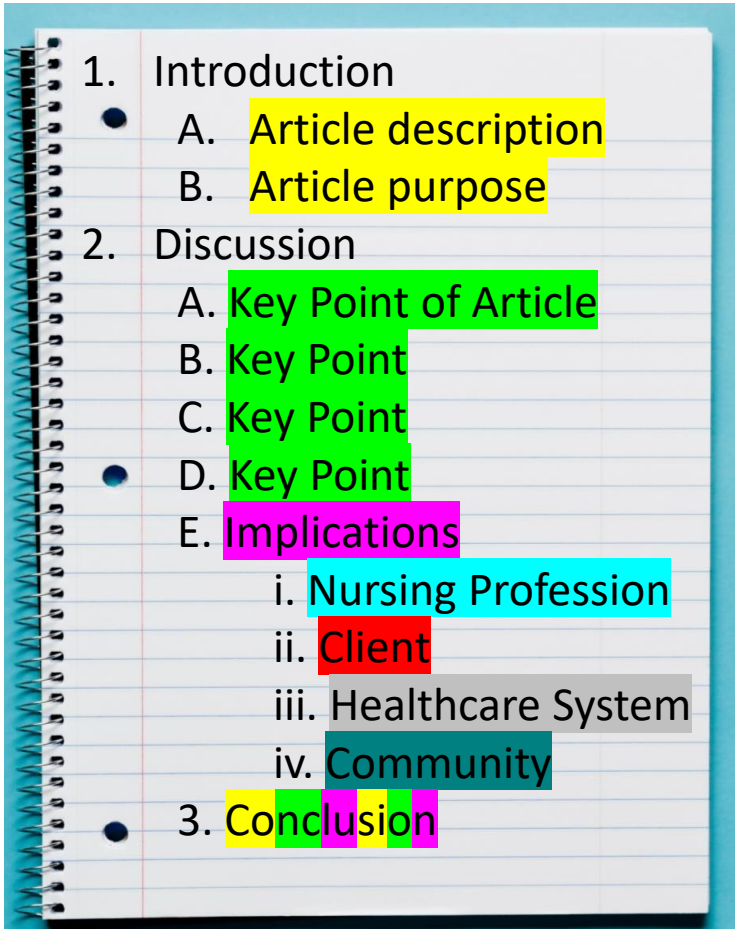 1. Introduction
A. Article description
B. Article purpose
2. Discussion
A. Key Point of Article
B. Key Point
C. Key Point
D. Key Point
E. Implications
i. Nursing Profession
ii. Client
iii. Healthcare System
iv. Community
3. Conclusion